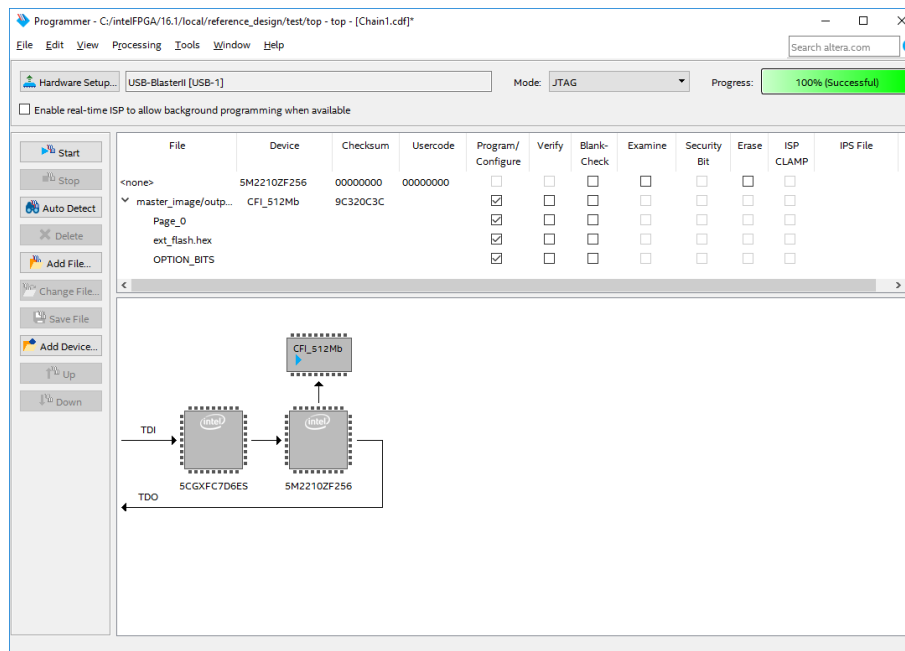 Programmer - C:/intelFPGA/16.1/local/reference_design/test/top - top - [Chain1.cdf]*
File Edit View Processing Tools Window Help
Search altera.com
Hardware Setup... USB-BlasterII [USB-1] Mode: JTAG Progress: 100% (Successful)
Enable real-time ISP to allow background programming when available
Start
Stop
Auto Detect
Delete
Add File...
Change File...
Save File
Add Device...
Up
Down
File Device Checksum Usercode Program/ Configure Verify Blank- Check Examine Security Bit Erase ISP CLAMP IPS File
<none> 5M2210ZF256 00000000 00000000
master_image/outp... CFI_512Mb 9C320C3C
Page_0
ext_flash.hex
OPTION_BITS
CFI_512Mb
TDI
intel
intel
5CGXFC7D6ES 5M2210ZF256
TDO